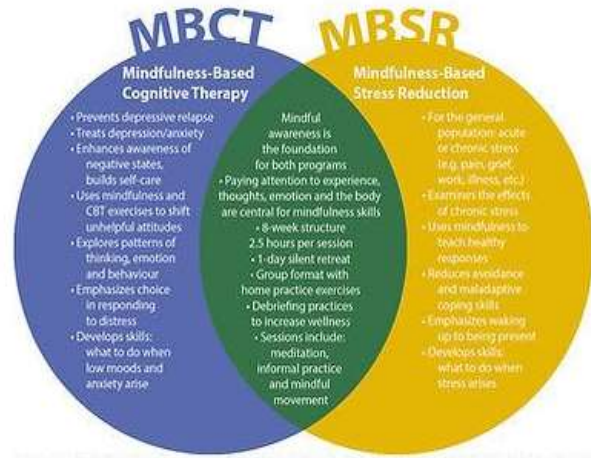 MBCT
MBSR
Mindfulness-Based
Cognitive Therapy
• Prevents depressive relapse
• Treats depression/anxiety
• Enhances awareness of
negative states,
builds self-care
• Uses mindfulness and
CBT exercises to shift
unhelpful attitudes
• Explores patterns of
thinking, emotion
and behaviour
• Emphasizes choice
in responding
to distress
• Develops skills:
what to do when
low moods and
anxiety arise
Mindful
awareness is
the foundation
for both programs
• Paying attention to experience,
thoughts, emotion and the body
are central for mindfulness skills
• 8-week structure
2.5 hours per session
• 1-day silent retreat
• Group format with
home practice exercises
• Debriefing practices
to increase wellness
• Sessions include:
meditation,
informal practice
and mindful
movement
Mindfulness-Based
Stress Reduction
• For the general
population: acute
or chronic stress
(e.g. pain, grief,
work, illness, etc.)
• Examines the effects
of chronic stress
• Uses mindfulness to
teach healthy
responses
• Reduces avoidance
and maladaptive
coping skills
• Emphasizes waking
up to being present
• Develops skills:
what to do when
stress arises